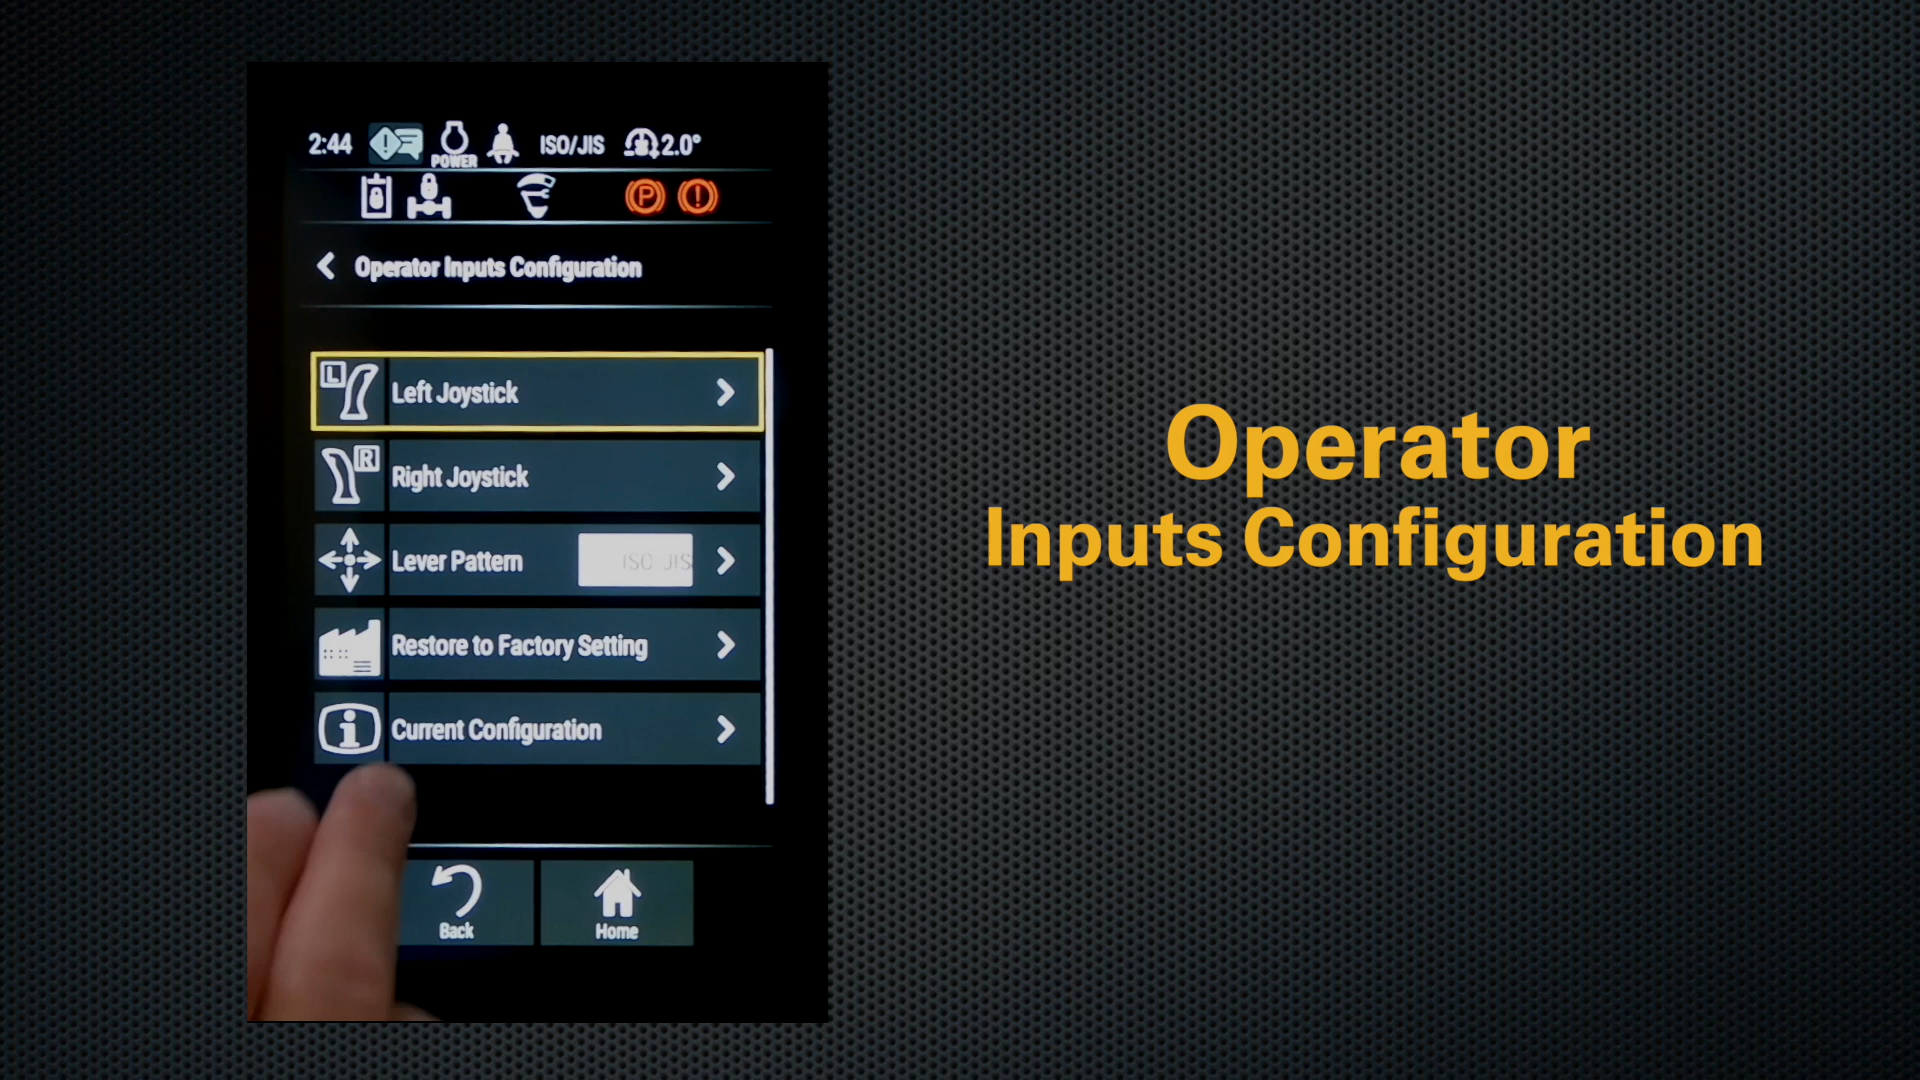 2:44 POWER ISO/JIS 2.0°
P
Operator Inputs Configuration
L Left Joystick
R Right Joystick
Lever Pattern ISO JIS
Restore to Factory Setting
i Current Configuration
Back Home
Operator
Inputs Configuration